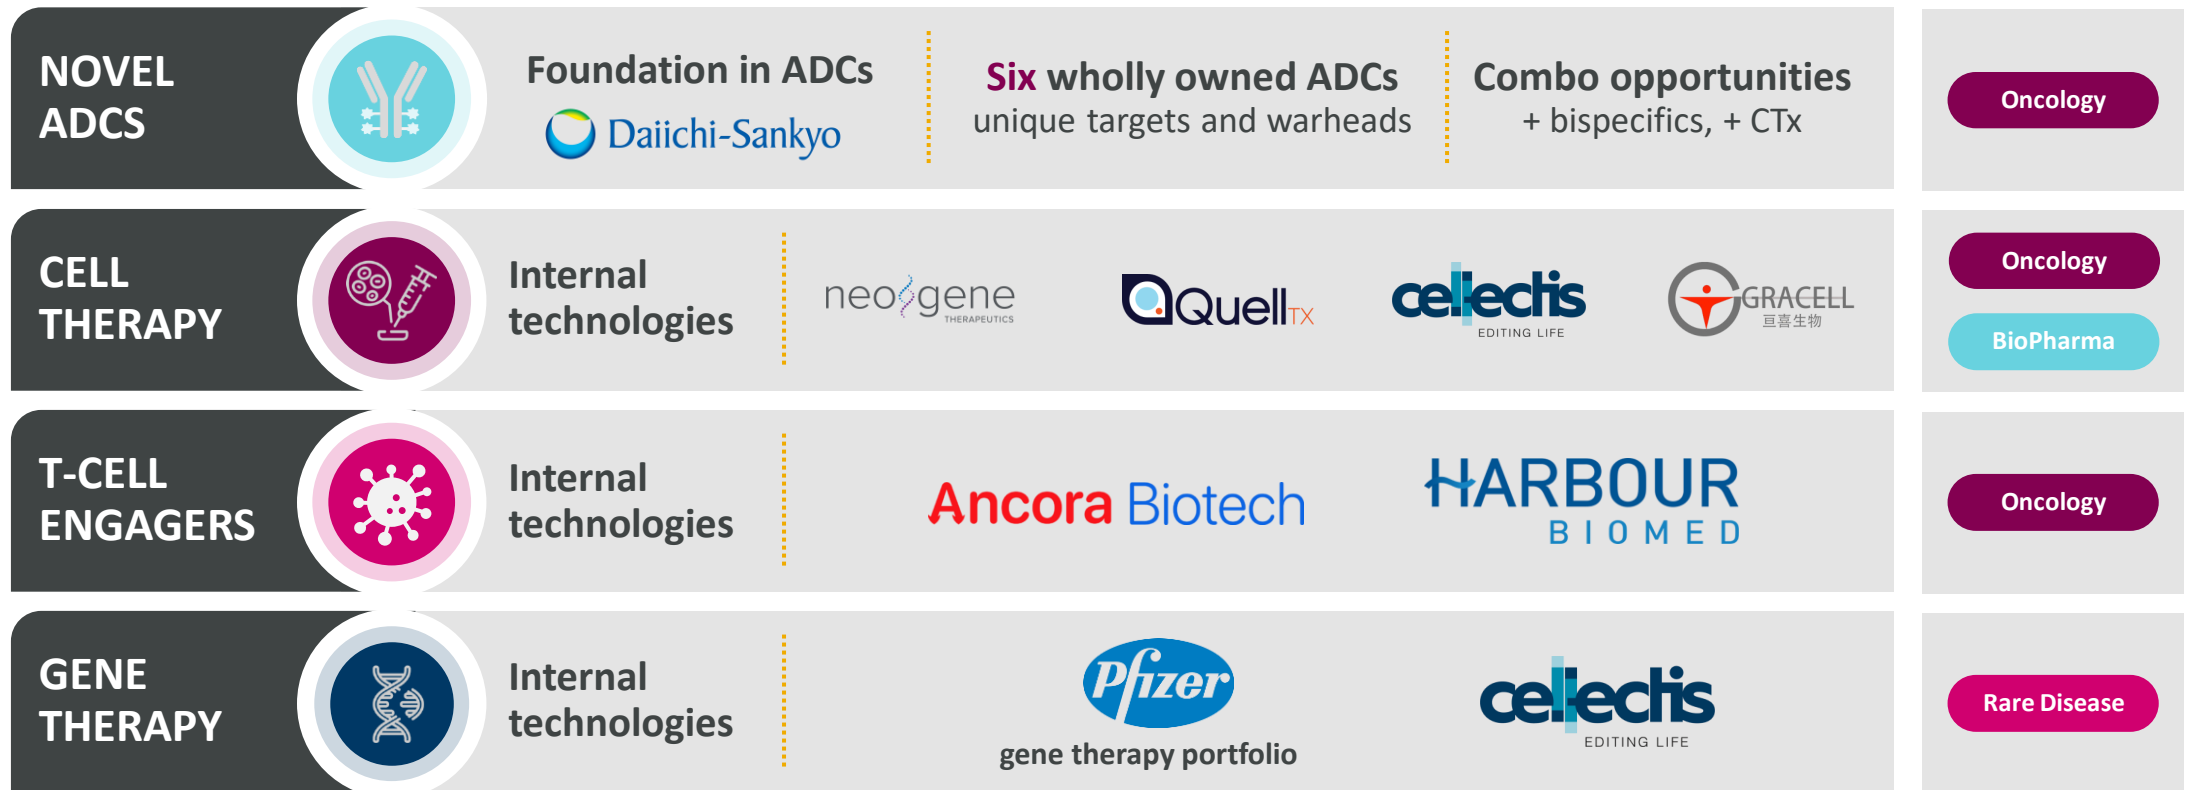 NOVEL
ADCS
Foundation in ADCs
Daiichi-Sankyo
Six wholly owned ADCs
unique targets and warheads
Combo opportunities
+ bispecifics, + CTx
Oncology
CELL
THERAPY
Internal
technologies
neogene
THERAPEUTICS
QuellTX
cellectis
EDITING LIFE
GRACELL
亘喜生物
Oncology
BioPharma
T-CELL
ENGAGERS
Internal
technologies
Ancora Biotech
HARBOUR
BIOMED
Oncology
GENE
THERAPY
Internal
technologies
Pfizer
gene therapy portfolio
cellectis
EDITING LIFE
Rare Disease